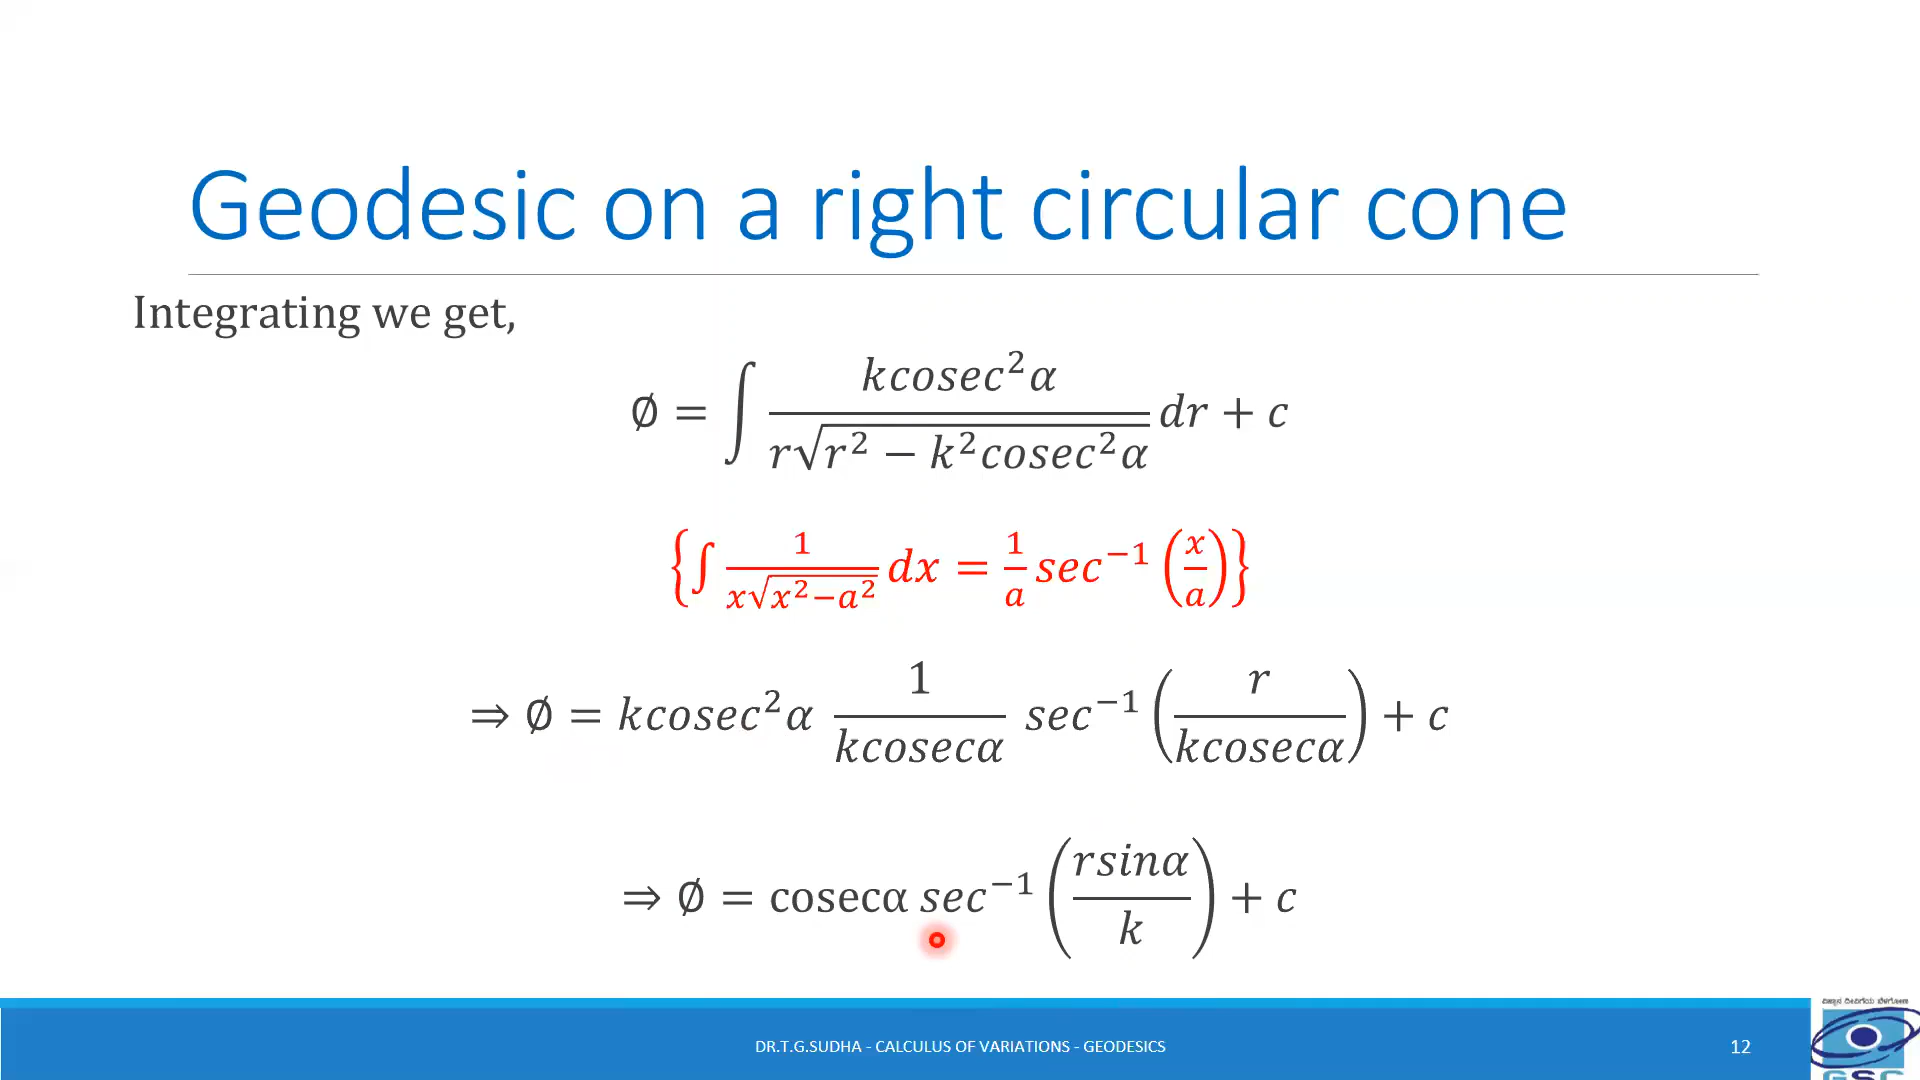 Geodesic on a right circular cone
Integrating we get,
∅ = ∫ kcosec²α / r√(r² − k²cosec²α) dr + c
{∫ 1 / x√(x²−a²) dx = 1/a sec⁻¹ (x/a)}
⇒ ∅ = kcosec²α 1/kcosecα sec⁻¹ (r/kcosecα) + c
⇒ ∅ = cosecα sec⁻¹ (rsinα/k) + c
DR.T.G.SUDHA - CALCULUS OF VARIATIONS - GEODESICS
12
GSC